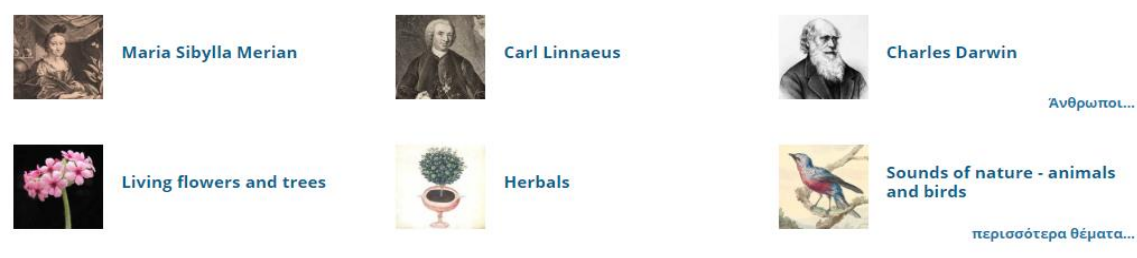 Maria Sibylla Merian
Carl Linnaeus
Charles Darwin
Άνθρωποι...
Living flowers and trees
Herbals
Sounds of nature - animals
and birds
περισσότερα θέματα...